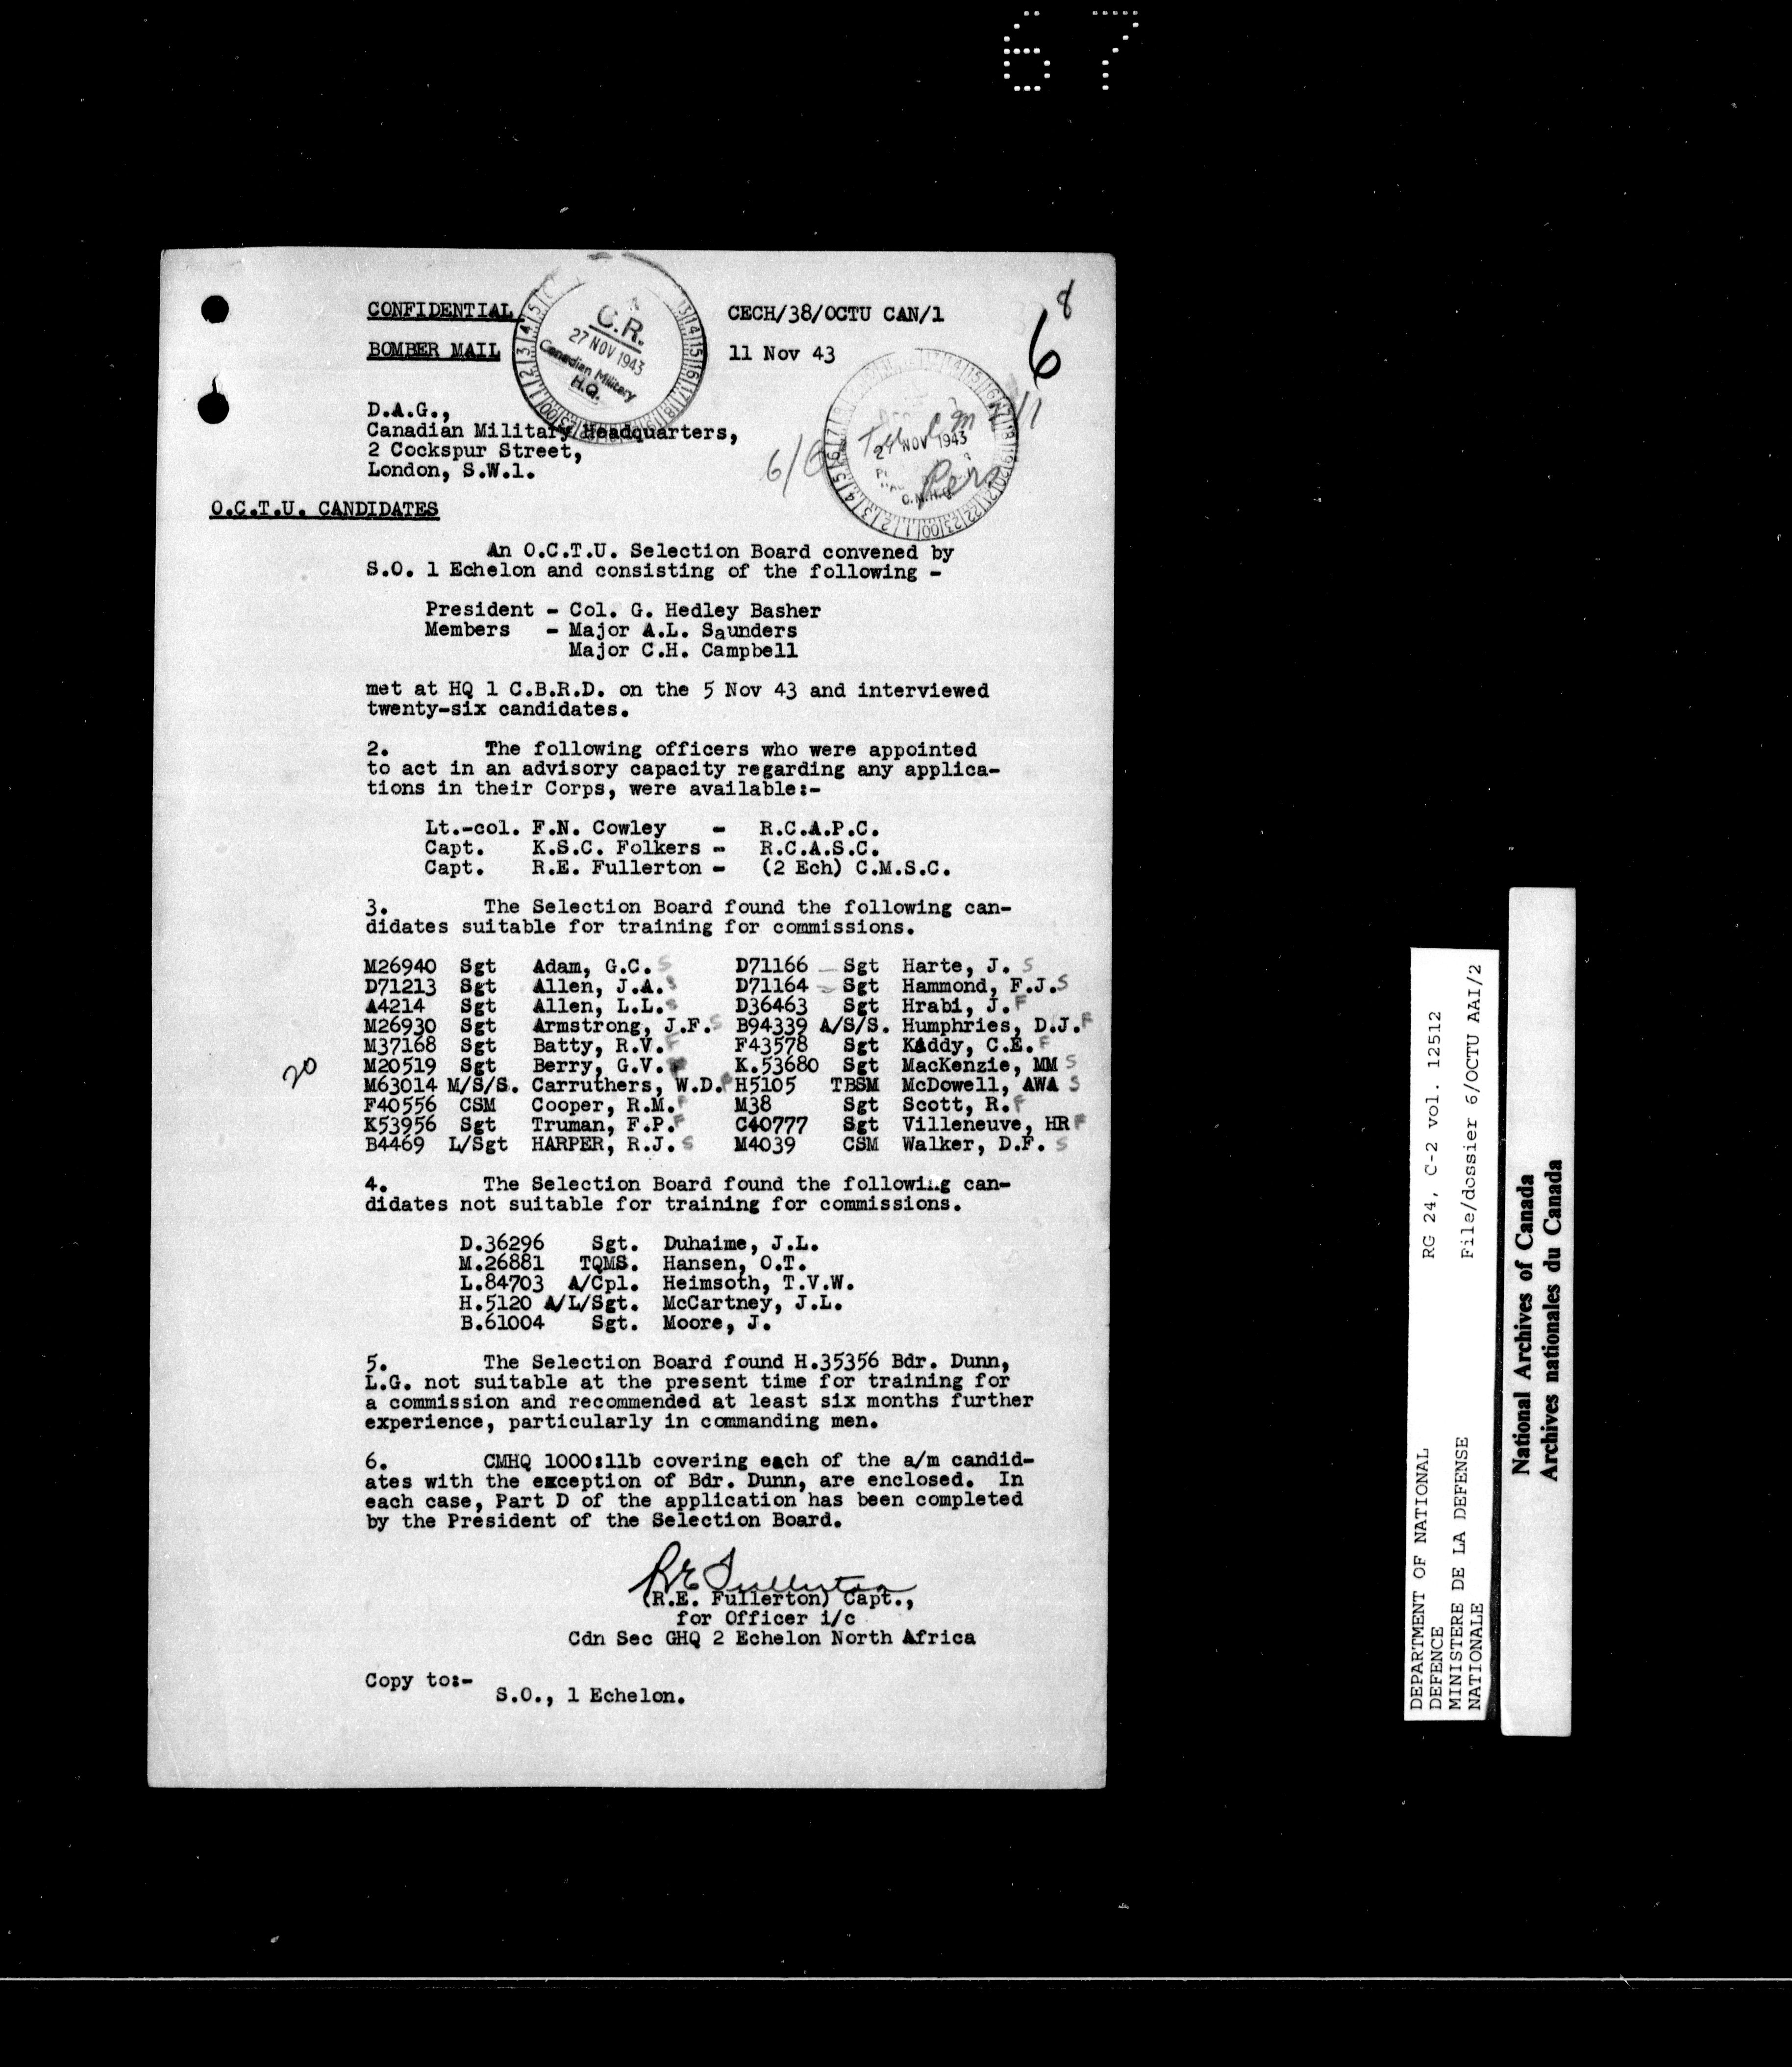 67
CONFIDENTIAL
CECH/38/OCTU CAN/1
8
6
BOMBER MAIL
11 Nov 43
C.R.
27 NOV 1943
Canadian Military
H.Q.
D.A.G.,
Canadian Military Headquarters,
2 Cockspur Street,
London, S.W.1.
NOV 1943
C.M.H.Q.
O.C.T.U. CANDIDATES
An O.C.T.U. Selection Board convened by
S.O. 1 Echelon and consisting of the following -
President - Col. G. Hedley Basher
Members - Major A.L. Saunders
Major C.H. Campbell
met at HQ 1 C.B.R.D. on the 5 Nov 43 and interviewed
twenty-six candidates.
2. The following officers who were appointed
to act in an advisory capacity regarding any applica-
tions in their Corps, were available:-
Lt.-col. F.N. Cowley - R.C.A.P.C.
Capt. K.S.C. Folkers - R.C.A.S.C.
Capt. R.E. Fullerton - (2 Ech) C.M.S.C.
3. The Selection Board found the following can-
didates suitable for training for commissions.
M26940 Sgt Adam, G.C. S D71166 - Sgt Harte, J. S
D71213 Sgt Allen, J.A. S D71164 - Sgt Hammond, F.J. S
A4214 Sgt Allen, L.L. S D36463 Sgt Hrabi, J. F
M26930 Sgt Armstrong, J.F. S B94339 A/S/S. Humphries, D.J. F
M37168 Sgt Batty, R.V. F F43578 Sgt Kaddy, C.E. F
M20519 Sgt Berry, G.V. K.53680 Sgt MacKenzie, MM S
20
M63014 M/S/S. Carruthers, W.D. F H5105 TBSM McDowell, AWA S
F40556 CSM Cooper, R.M. F M38 Sgt Scott, R. F
K53956 Sgt Truman, F.P. F C40777 Sgt Villeneuve, HR F
B4469 L/Sgt HARPER, R.J. S M4039 CSM Walker, D.F. S
4. The Selection Board found the following can-
didates not suitable for training for commissions.
D.36296 Sgt. Duhaime, J.L.
M.26881 TQMS. Hansen, O.T.
L.84703 A/Cpl. Heimsoth, T.V.W.
H.5120 A/L/Sgt. McCartney, J.L.
B.61004 Sgt. Moore, J.
5. The Selection Board found H.35356 Bdr. Dunn,
L.G. not suitable at the present time for training for
a commission and recommended at least six months further
experience, particularly in commanding men.
6. CMHQ 1000:11b covering each of the a/m candid-
ates with the exception of Bdr. Dunn, are enclosed. In
each case, Part D of the application has been completed
by the President of the Selection Board.
RE Fullerton
(R.E. Fullerton) Capt.,
for Officer i/c
Cdn Sec GHQ 2 Echelon North Africa
Copy to:-
S.O., 1 Echelon.
DEPARTMENT OF NATIONAL RG 24, C-2 vol. 12512
DEFENCE
MINISTERE DE LA DEFENSE File/dossier 6/OCTU AAI/2
NATIONALE
National Archives of Canada
Archives nationales du Canada